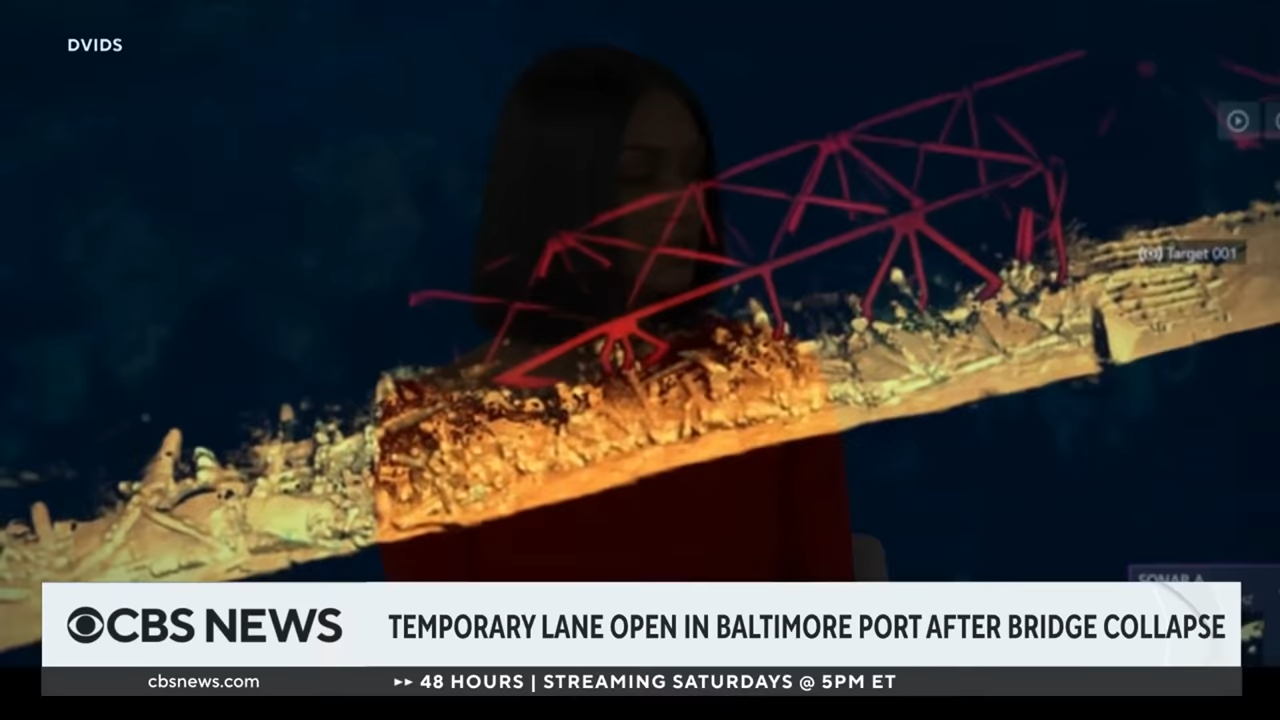 DVIDS
Target 001
SONAR A
CBS NEWS
TEMPORARY LANE OPEN IN BALTIMORE PORT AFTER BRIDGE COLLAPSE
cbsnews.com
48 HOURS | STREAMING SATURDAYS @ 5PM ET